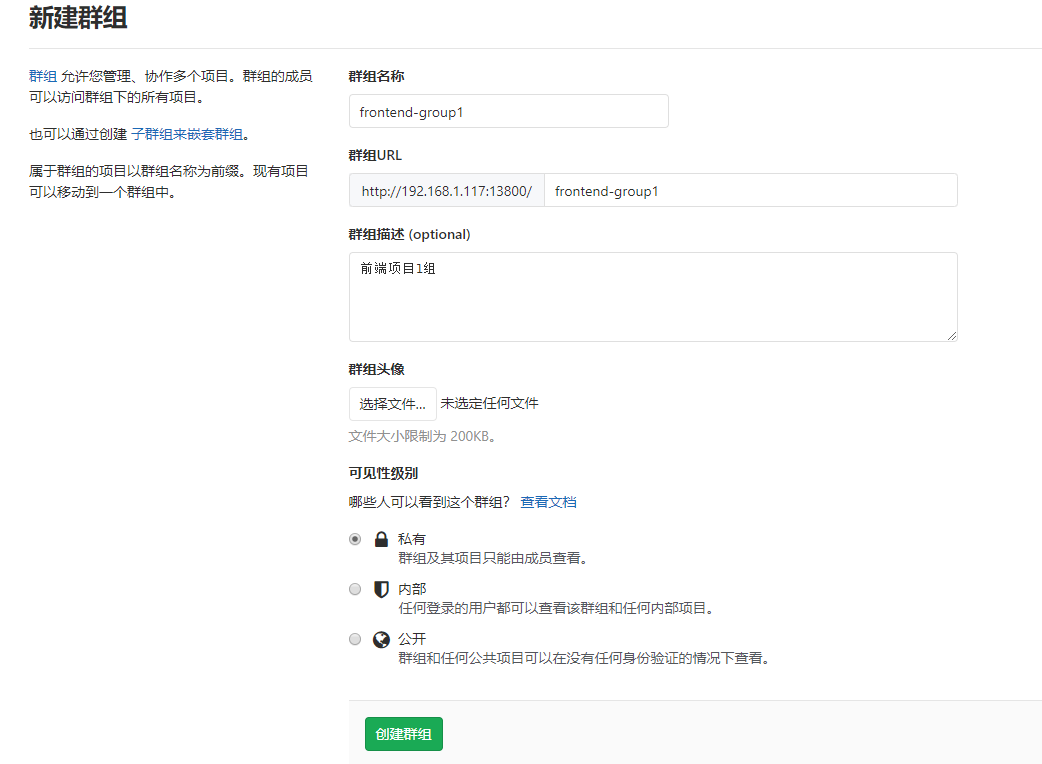 新建群组
群组 允许您管理、协作多个项目。群组的成员
可以访问群组下的所有项目。
也可以通过创建 子群组来嵌套群组。
属于群组的项目以群组名称为前缀。现有项目
可以移动到一个群组中。
群组名称
frontend-group1
群组URL
http://192.168.1.117:13800/ frontend-group1
群组描述 (optional)
前端项目1组
群组头像
选择文件... 未选定任何文件
文件大小限制为 200KB。
可见性级别
哪些人可以看到这个群组? 查看文档
私有
群组及其项目只能由成员查看。
内部
任何登录的用户都可以查看该群组和任何内部项目。
公开
群组和任何公共项目可以在没有任何身份验证的情况下查看。
创建群组